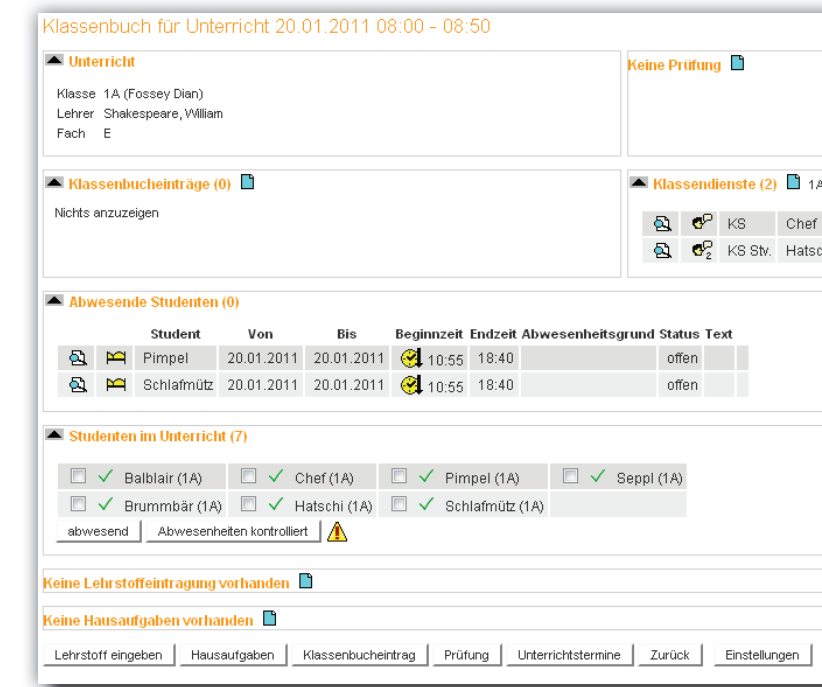 Klassenbuch für Unterricht 20.01.2011 08:00 - 08:50
Unterricht
Klasse 1A (Fossey Dian)
Lehrer Shakespeare, William
Fach E
Keine Prüfung
Klassenbucheinträge (0)
Nichts anzuzeigen
Klassendienste (2) 1A
KS Chef
KS Stv. Hatsc
Abwesende Studenten (0)
Student Von Bis Beginnzeit Endzeit Abwesenheitsgrund Status Text
Pimpel 20.01.2011 20.01.2011 10:55 18:40 offen
Schlafmütz 20.01.2011 20.01.2011 10:55 18:40 offen
Studenten im Unterricht (7)
Balblair (1A) Chef (1A) Pimpel (1A) Seppl (1A)
Brummbär (1A) Hatschi (1A) Schlafmütz (1A)
abwesend Abwesenheiten kontrolliert
Keine Lehrstoffeintragung vorhanden
Keine Hausaufgaben vorhanden
Lehrstoff eingeben Hausaufgaben Klassenbucheintrag Prüfung Unterrichtstermine Zurück Einstellungen